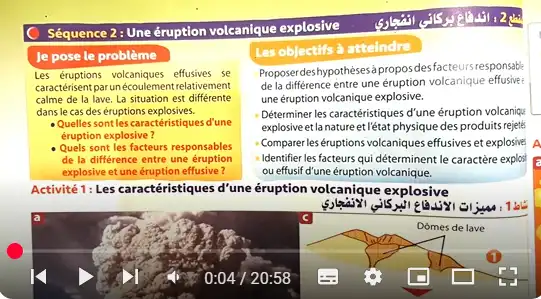 Séquence 2 : Une éruption volcanique explosive
2 : اندفاع بركاني انفجاري
Je pose le problème
Les éruptions volcaniques effusives se
caractérisent par un écoulement relativement
calme de la lave. La situation est différente
dans le cas des éruptions explosives.
• Quelles sont les caractéristiques d'une
éruption explosive ?
• Quels sont les facteurs responsables
de la différence entre une éruption
explosive et une éruption effusive ?
Les objectifs à atteindre
Proposer des hypothèses à propos des facteurs responsables
de la différence entre une éruption volcanique effusive
une éruption volcanique explosive.
Déterminer les caractéristiques d'une éruption volcanique
explosive et la nature et l'état physique des produits rejetés
Comparer les éruptions volcaniques effusives et explosives
Identifier les facteurs qui déterminent le caractère
ou effusif d'une éruption volcanique.
Activité 1 : Les caractéristiques d'une éruption volcanique explosive
نشاط 1 : مميزات الاندفاع البركاني الانفجاري
a
c
Dômes de lave
1
0:04 / 20:58